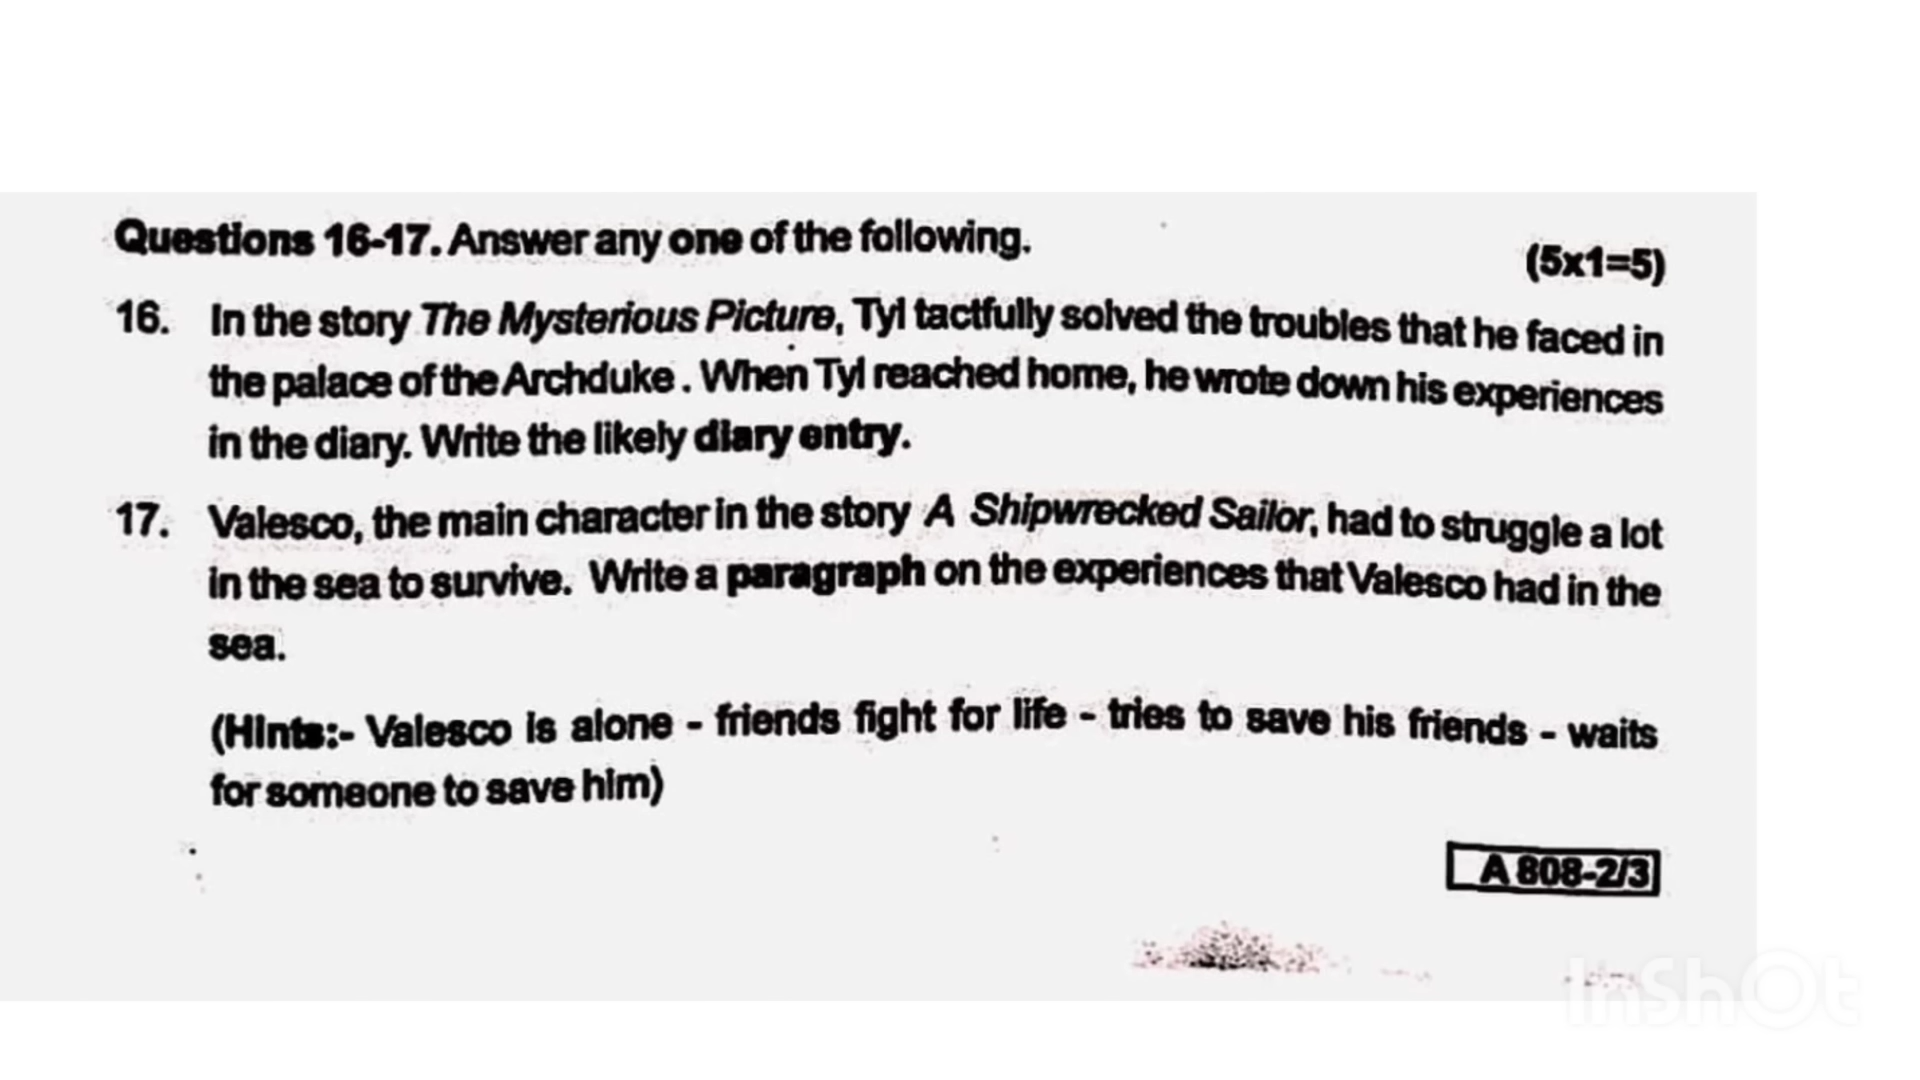 Questions 16-17. Answer any one of the following.
(5x1=5)
16. In the story The Mysterious Picture, Tyl tactfully solved the troubles that he faced in
the palace of the Archduke . When Tyl reached home, he wrote down his experiences
in the diary. Write the likely diary entry.
17. Valesco, the main character in the story A Shipwrecked Sailor, had to struggle a lot
in the sea to survive. Write a paragraph on the experiences that Valesco had in the
sea.
(Hints:- Valesco is alone - friends fight for life - tries to save his friends - waits
for someone to save him)
A 808-2/3
InShOt